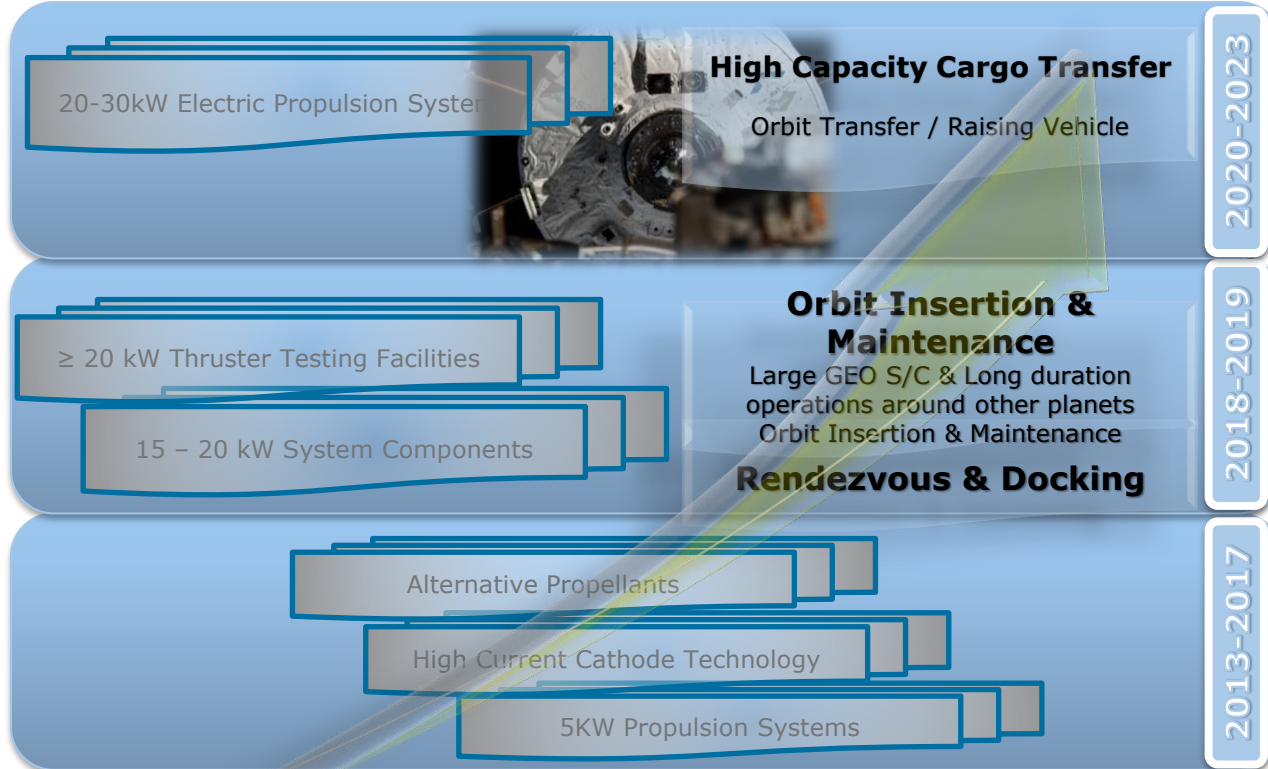 20-30kW Electric Propulsion System
High Capacity Cargo Transfer
Orbit Transfer / Raising Vehicle
2020-2023
≥ 20 kW Thruster Testing Facilities
15 – 20 kW System Components
Orbit Insertion &
Maintenance
Large GEO S/C & Long duration
operations around other planets
Orbit Insertion & Maintenance
Rendezvous & Docking
2018-2019
Alternative Propellants
High Current Cathode Technology
5KW Propulsion Systems
2013-2017